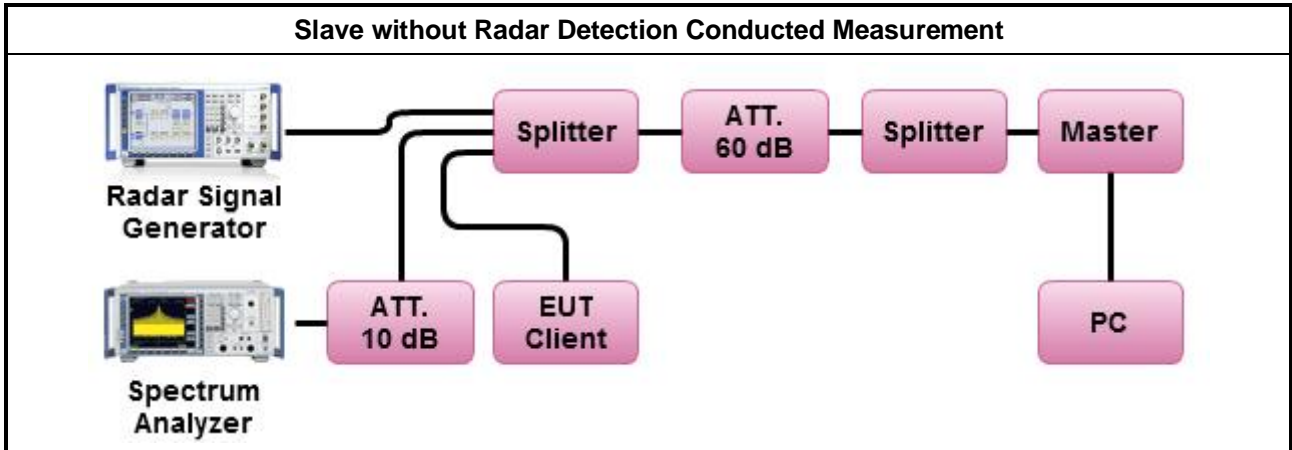 Slave without Radar Detection Conducted Measurement
Radar Signal
Generator
Splitter
ATT.
60 dB
Splitter
Master
Spectrum
Analyzer
ATT.
10 dB
EUT
Client
PC